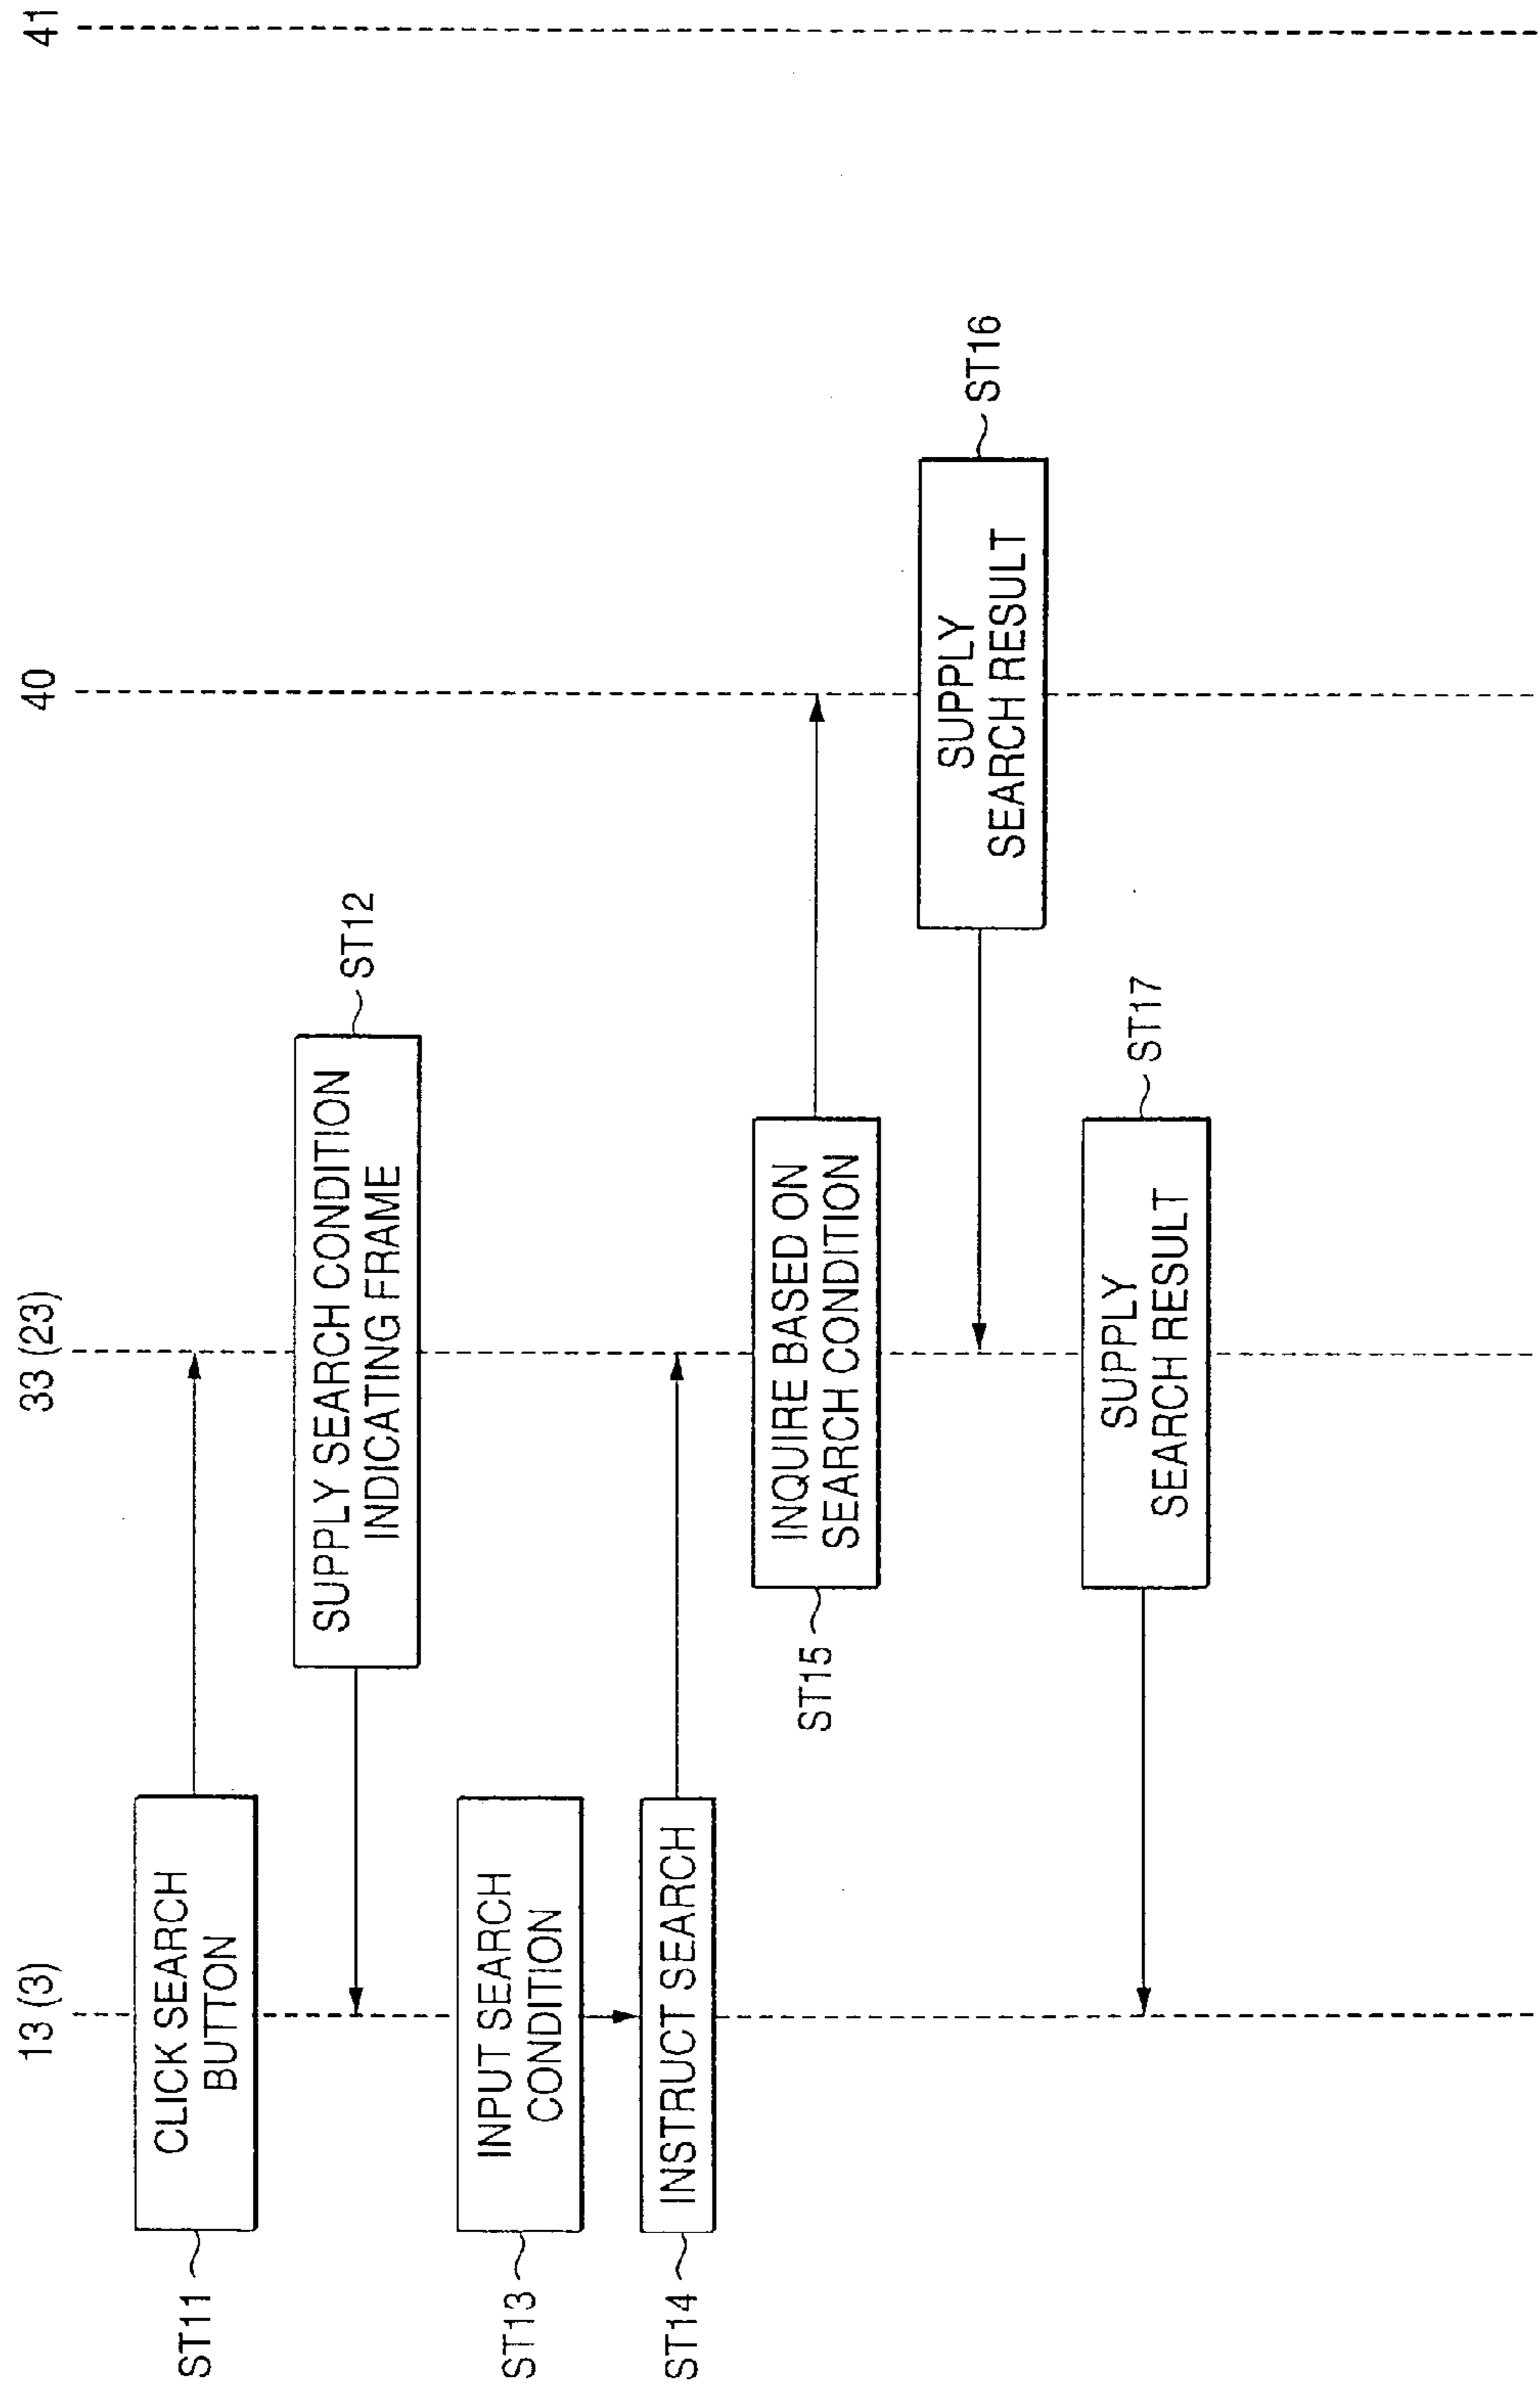 13 (3)
33 (23)
40
41
ST11
CLICK SEARCH
BUTTON
SUPPLY SEARCH CONDITION
INDICATING FRAME
ST12
ST13
INPUT SEARCH
CONDITION
ST14
INSTRUCT SEARCH
ST15
INQUIRE BASED ON
SEARCH CONDITION
SUPPLY
SEARCH RESULT
ST16
SUPPLY
SEARCH RESULT
ST17